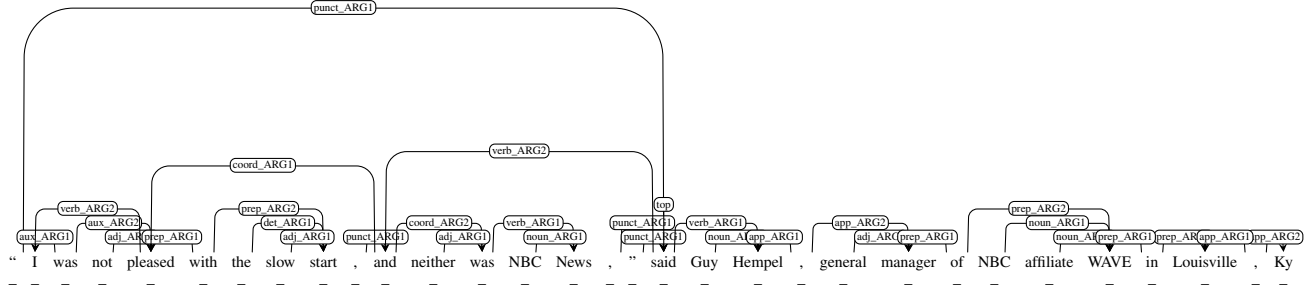 punct_ARG1
verb_ARG2
coord_ARG1
top
verb_ARG2 prep_ARG2 prep_ARG2
aux_ARG2 det_ARG1 coord_ARG2 verb_ARG1 punct_ARG1 verb_ARG1 app_ARG2 noun_ARG1
aux_ARG1 prep_ARG1 adj_ARG1 punct_ARG1 adj_ARG1 noun_ARG1 punct_ARG1 app_ARG1 prep_ARG1 prep_ARG1 app_ARG1
“ I was not pleased with the slow start , and neither was NBC News , ” said Guy Hempel , general manager of NBC affiliate WAVE in Louisville , Ky
_ _ _ _ _ _ _ _ _ _ _ _ _ _ _ _ _ _ _ _ _ _ _ _ _ _ _ _ _ _ _ _